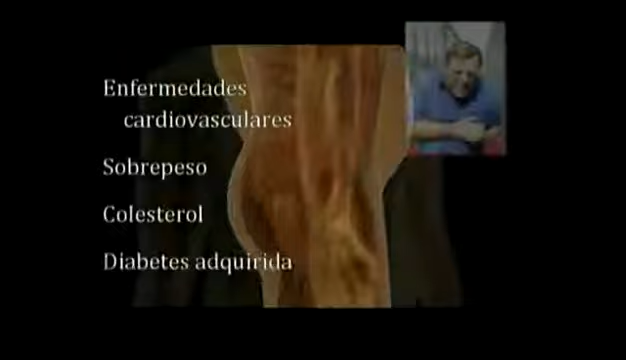 Enfermedades
cardiovasculares
Sobrepeso
Colesterol
Diabetes adquirida